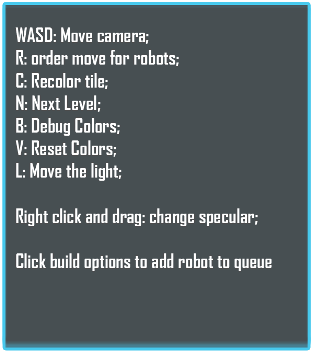 WASD: Move camera;
R: order move for robots;
C: Recolor tile;
N: Next Level;
B: Debug Colors;
V: Reset Colors;
L: Move the light;
Right click and drag: change specular;
Click build options to add robot to queue